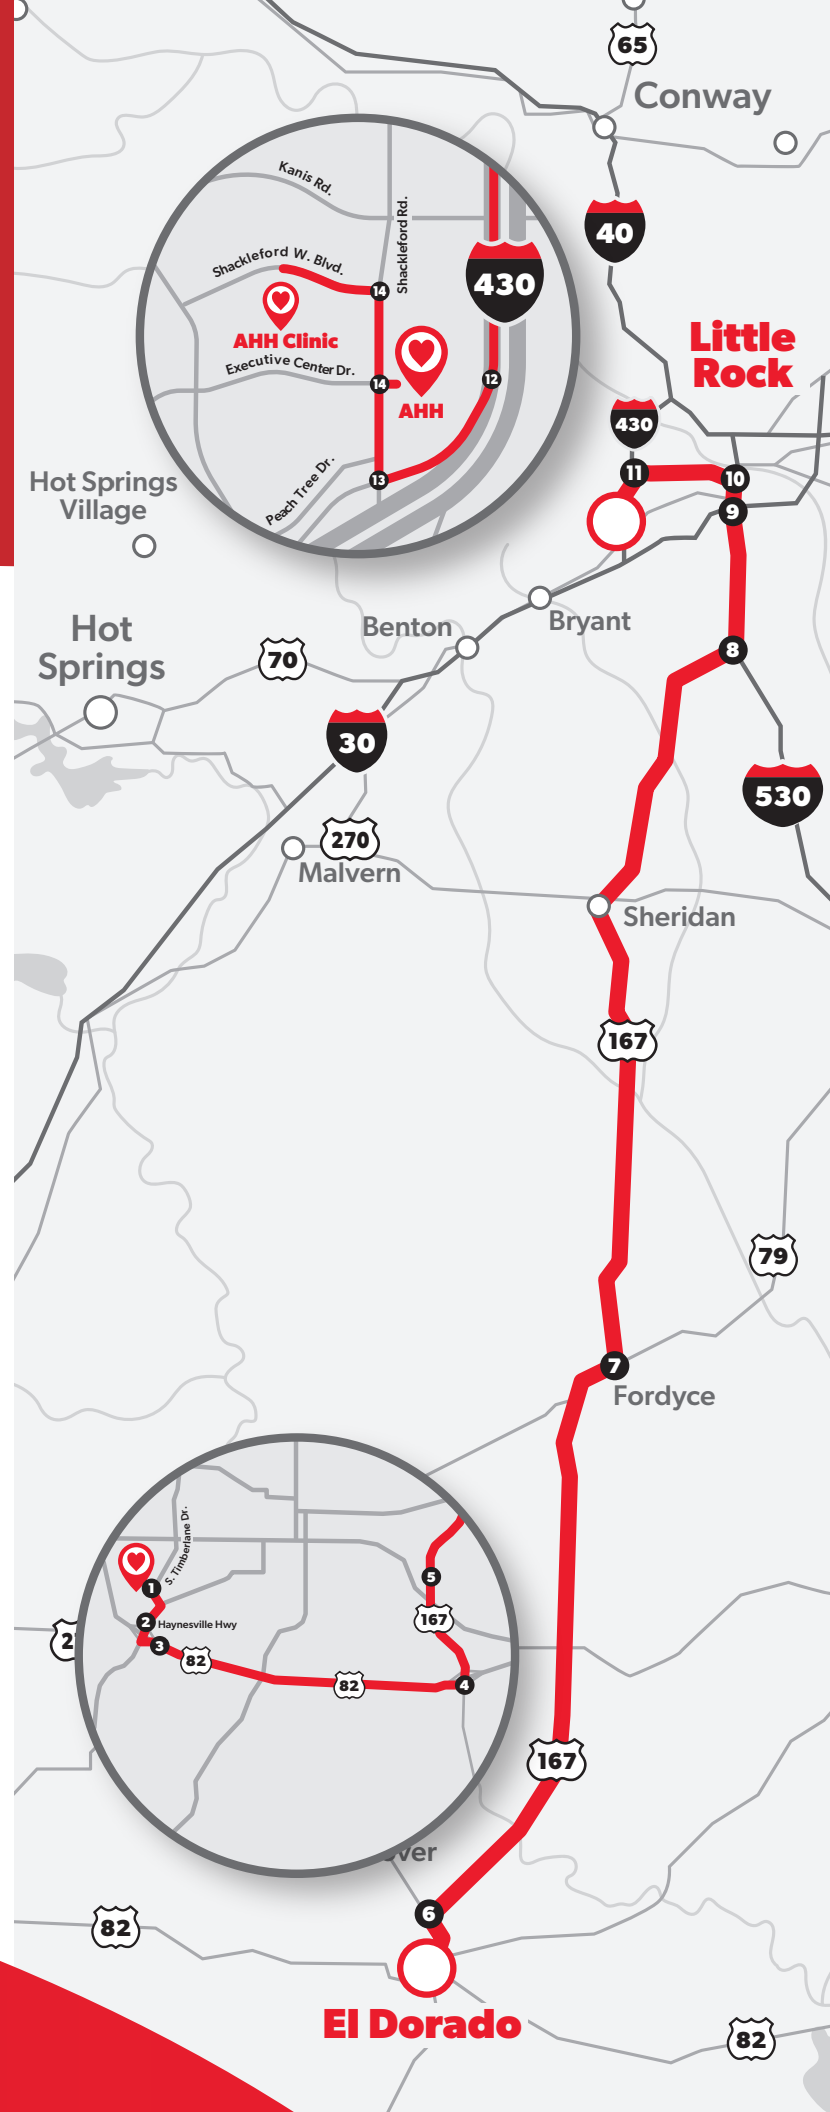 65
Conway
Kanis Rd.
Shackleford Rd.
40
Shackleford W. Blvd.
430
14
AHH Clinic
Little
Rock
Executive Center Dr.
14
12
AHH
430
Peach Tree Dr.
13
11
10
Hot Springs
Village
9
Benton
Bryant
Hot
Springs
70
8
30
530
270
Malvern
Sheridan
167
79
7
Fordyce
S. Timberlane Dr.
1
5
2
Haynesville Hwy
167
2
3
82
82
4
167
ver
6
82
El Dorado
82